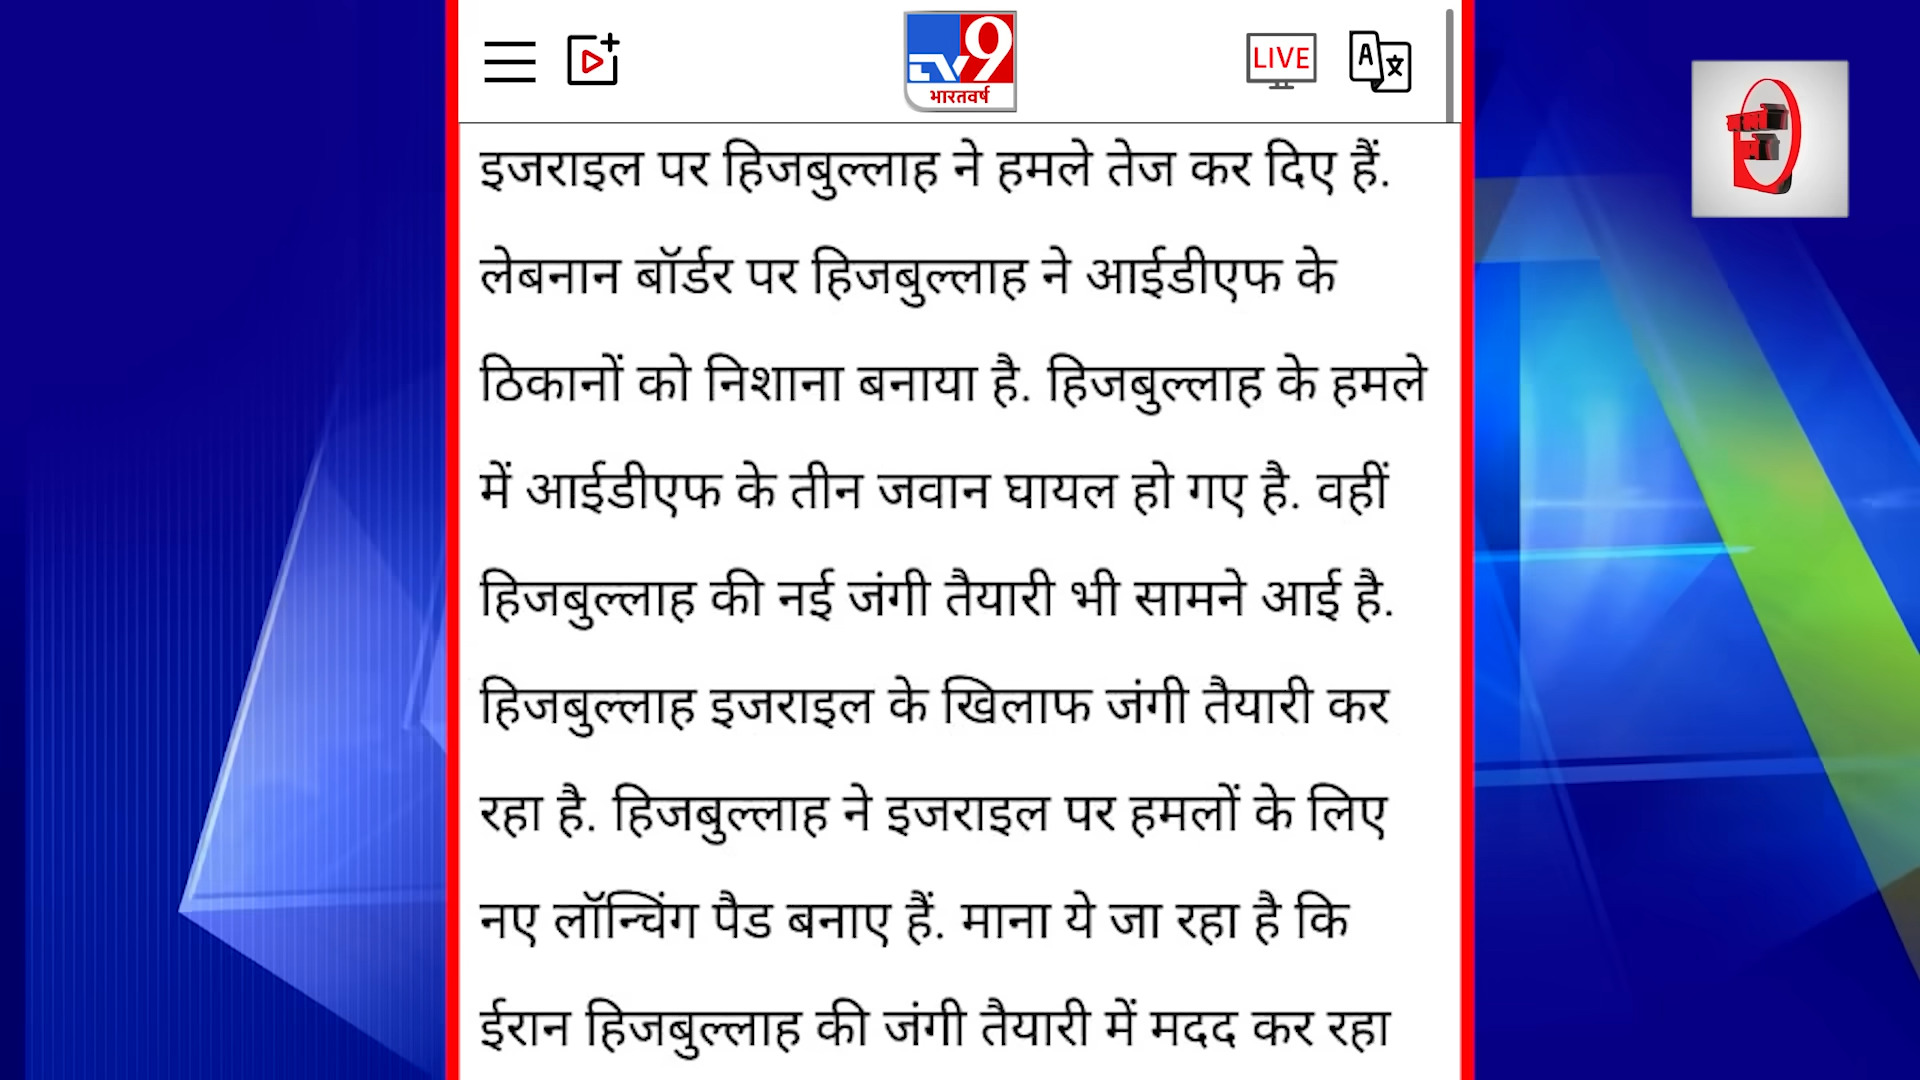 TV9
भारतवर्ष
LIVE
A
इजराइल पर हिजबुल्लाह ने हमले तेज कर दिए हैं.
लेबनान बॉर्डर पर हिजबुल्लाह ने आईडीएफ के
ठिकानों को निशाना बनाया है. हिजबुल्लाह के हमले
में आईडीएफ के तीन जवान घायल हो गए है. वहीं
हिजबुल्लाह की नई जंगी तैयारी भी सामने आई है.
हिजबुल्लाह इजराइल के खिलाफ जंगी तैयारी कर
रहा है. हिजबुल्लाह ने इजराइल पर हमलों के लिए
नए लॉन्चिंग पैड बनाए हैं. माना ये जा रहा है कि
ईरान हिजबुल्लाह की जंगी तैयारी में मदद कर रहा